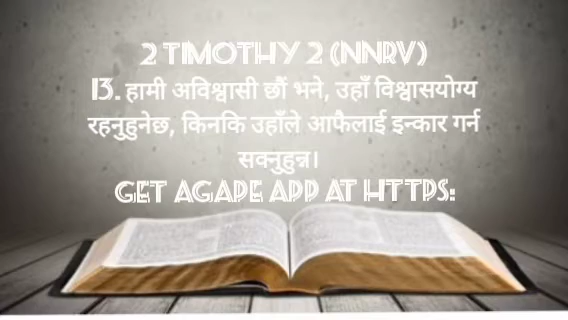 2 TIMOTHY 2 (NNRV)
13. हामी अविश्वासी छौं भने, उहाँ विश्वासयोग्य
रहनुहुनेछ, किनकि उहाँले आफैलाई इन्कार गर्न
सक्नुहुन्न।
GET AGAPE APP AT HTTPS: